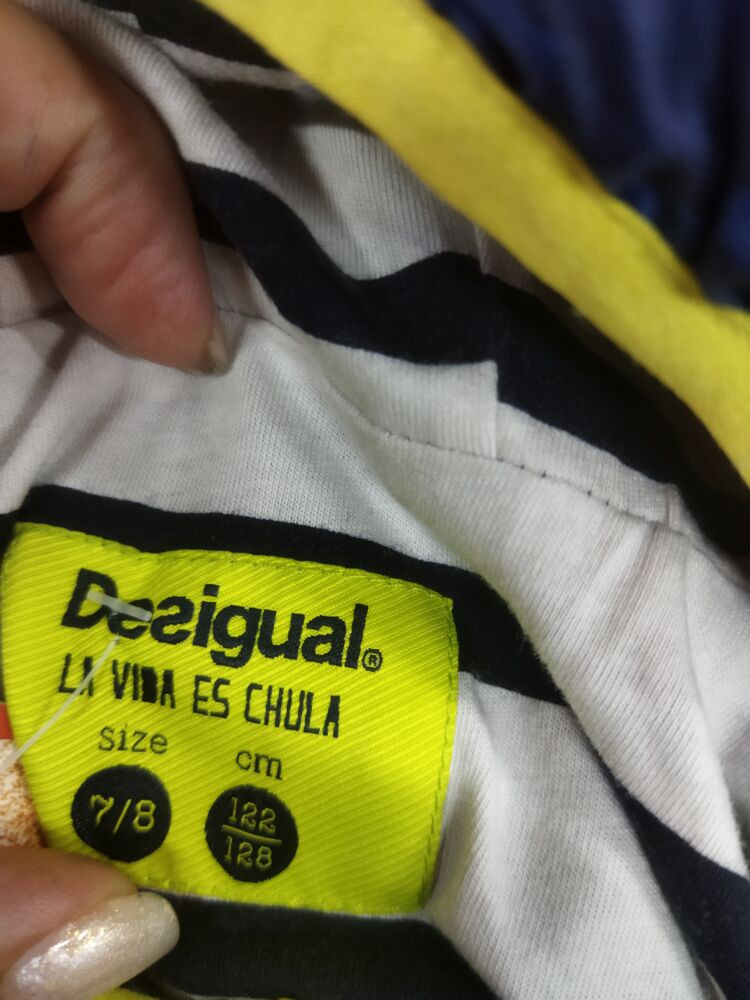 Desigual®
LA VIDA ES CHULA
size cm
7/8 122
128